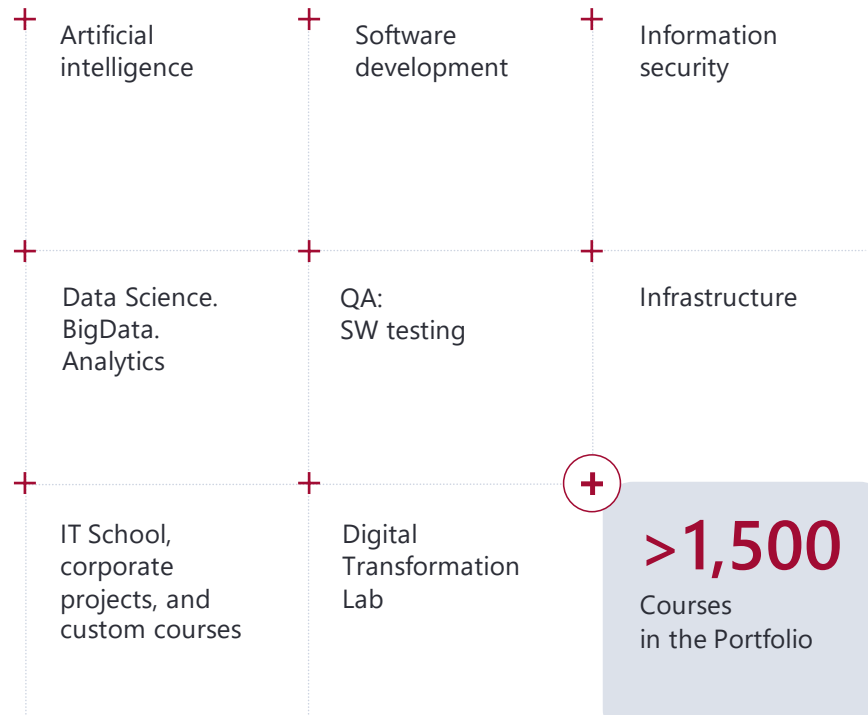 Artificial
intelligence
Software
development
Information
security
Data Science.
BigData.
Analytics
QA:
SW testing
Infrastructure
IT School,
corporate
projects, and
custom courses
Digital
Transformation
Lab
>1,500
Courses
in the Portfolio